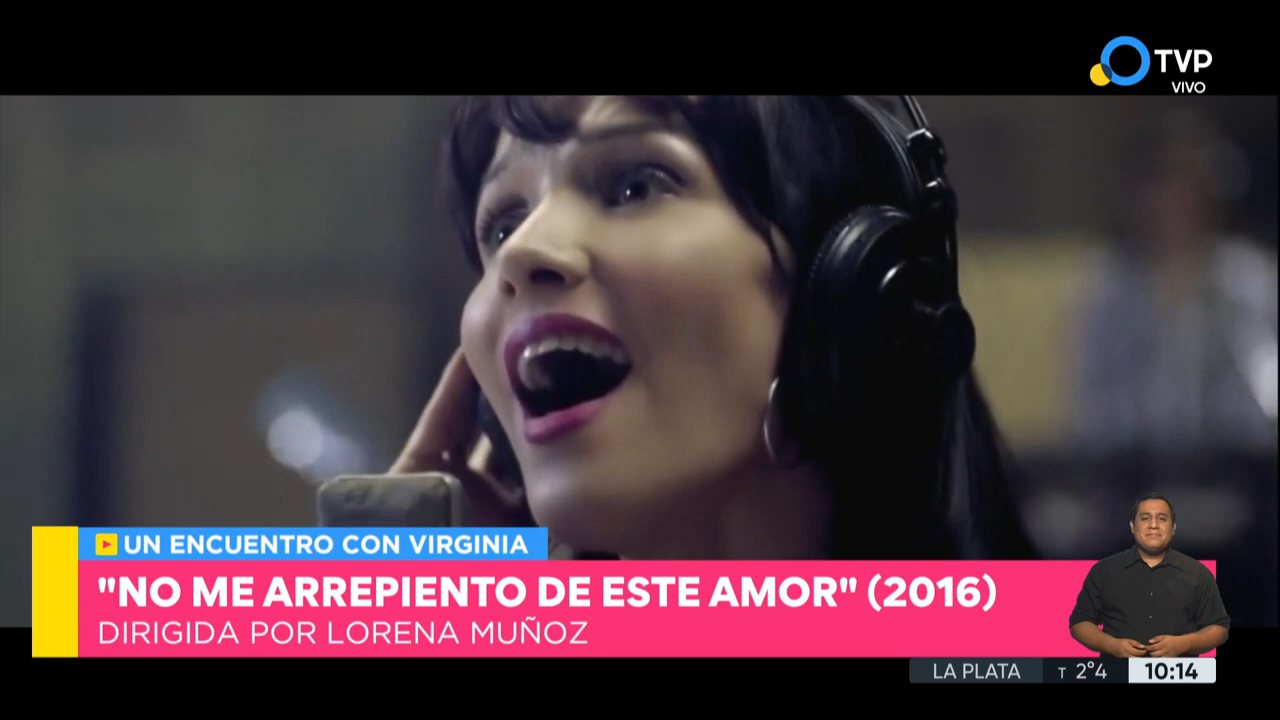 TVP
VIVO
UN ENCUENTRO CON VIRGINIA
"NO ME ARREPIENTO DE ESTE AMOR" (2016)
DIRIGIDA POR LORENA MUÑOZ
LA PLATA T 2°4 10:14